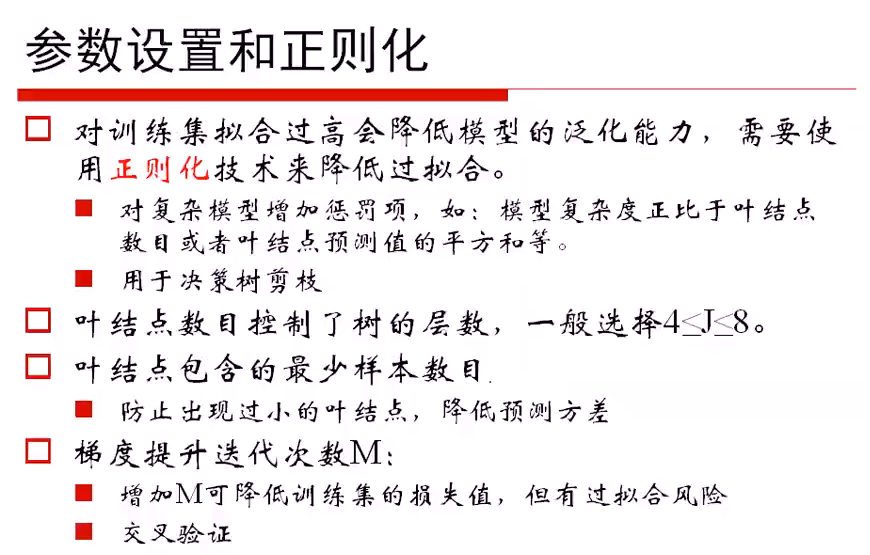 参数设置和正则化
对训练集拟合过高会降低模型的泛化能力，需要使
用正则化技术来降低过拟合。
对复杂模型增加惩罚项，如：模型复杂度正比于叶结点
数目或者叶结点预测值的平方和等。
用于决策树剪枝
叶结点数目控制了树的层数，一般选择4≤J≤8。
叶结点包含的最少样本数目
防止出现过小的叶结点，降低预测方差
梯度提升迭代次数M：
增加M可降低训练集的损失值，但有过拟合风险
交叉验证